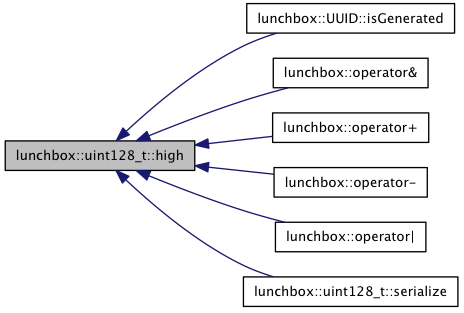 lunchbox::UUID::isGenerated
lunchbox::operator&
lunchbox::operator+
lunchbox::uint128_t::high
lunchbox::operator-
lunchbox::operator|
lunchbox::uint128_t::serialize